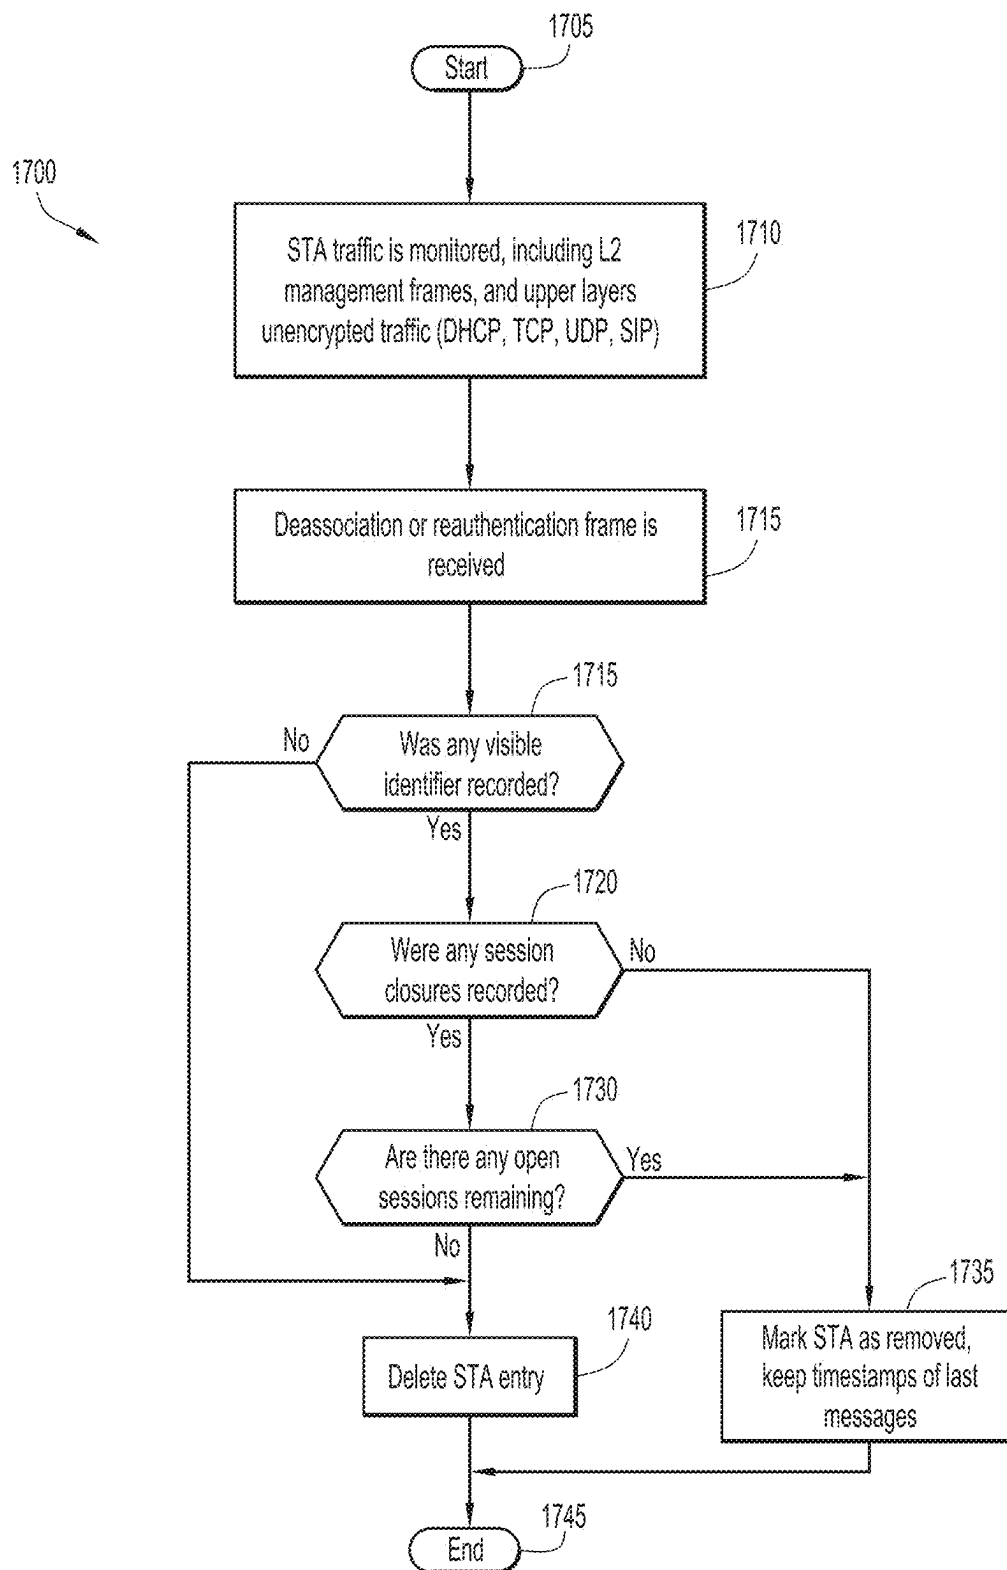 1705
Start
1700
1710
STA traffic is monitored, including L2
management frames, and upper layers
unencrypted traffic (DHCP, TCP, UDP, SIP)
1715
Deassociation or reauthentication frame is
received
1715
No
Was any visible
identifier recorded?
Yes
1720
Were any session
closures recorded?
No
Yes
1730
Are there any open
sessions remaining?
Yes
No
1735
1740
Mark STA as removed,
keep timestamps of last
messages
Delete STA entry
1745
End